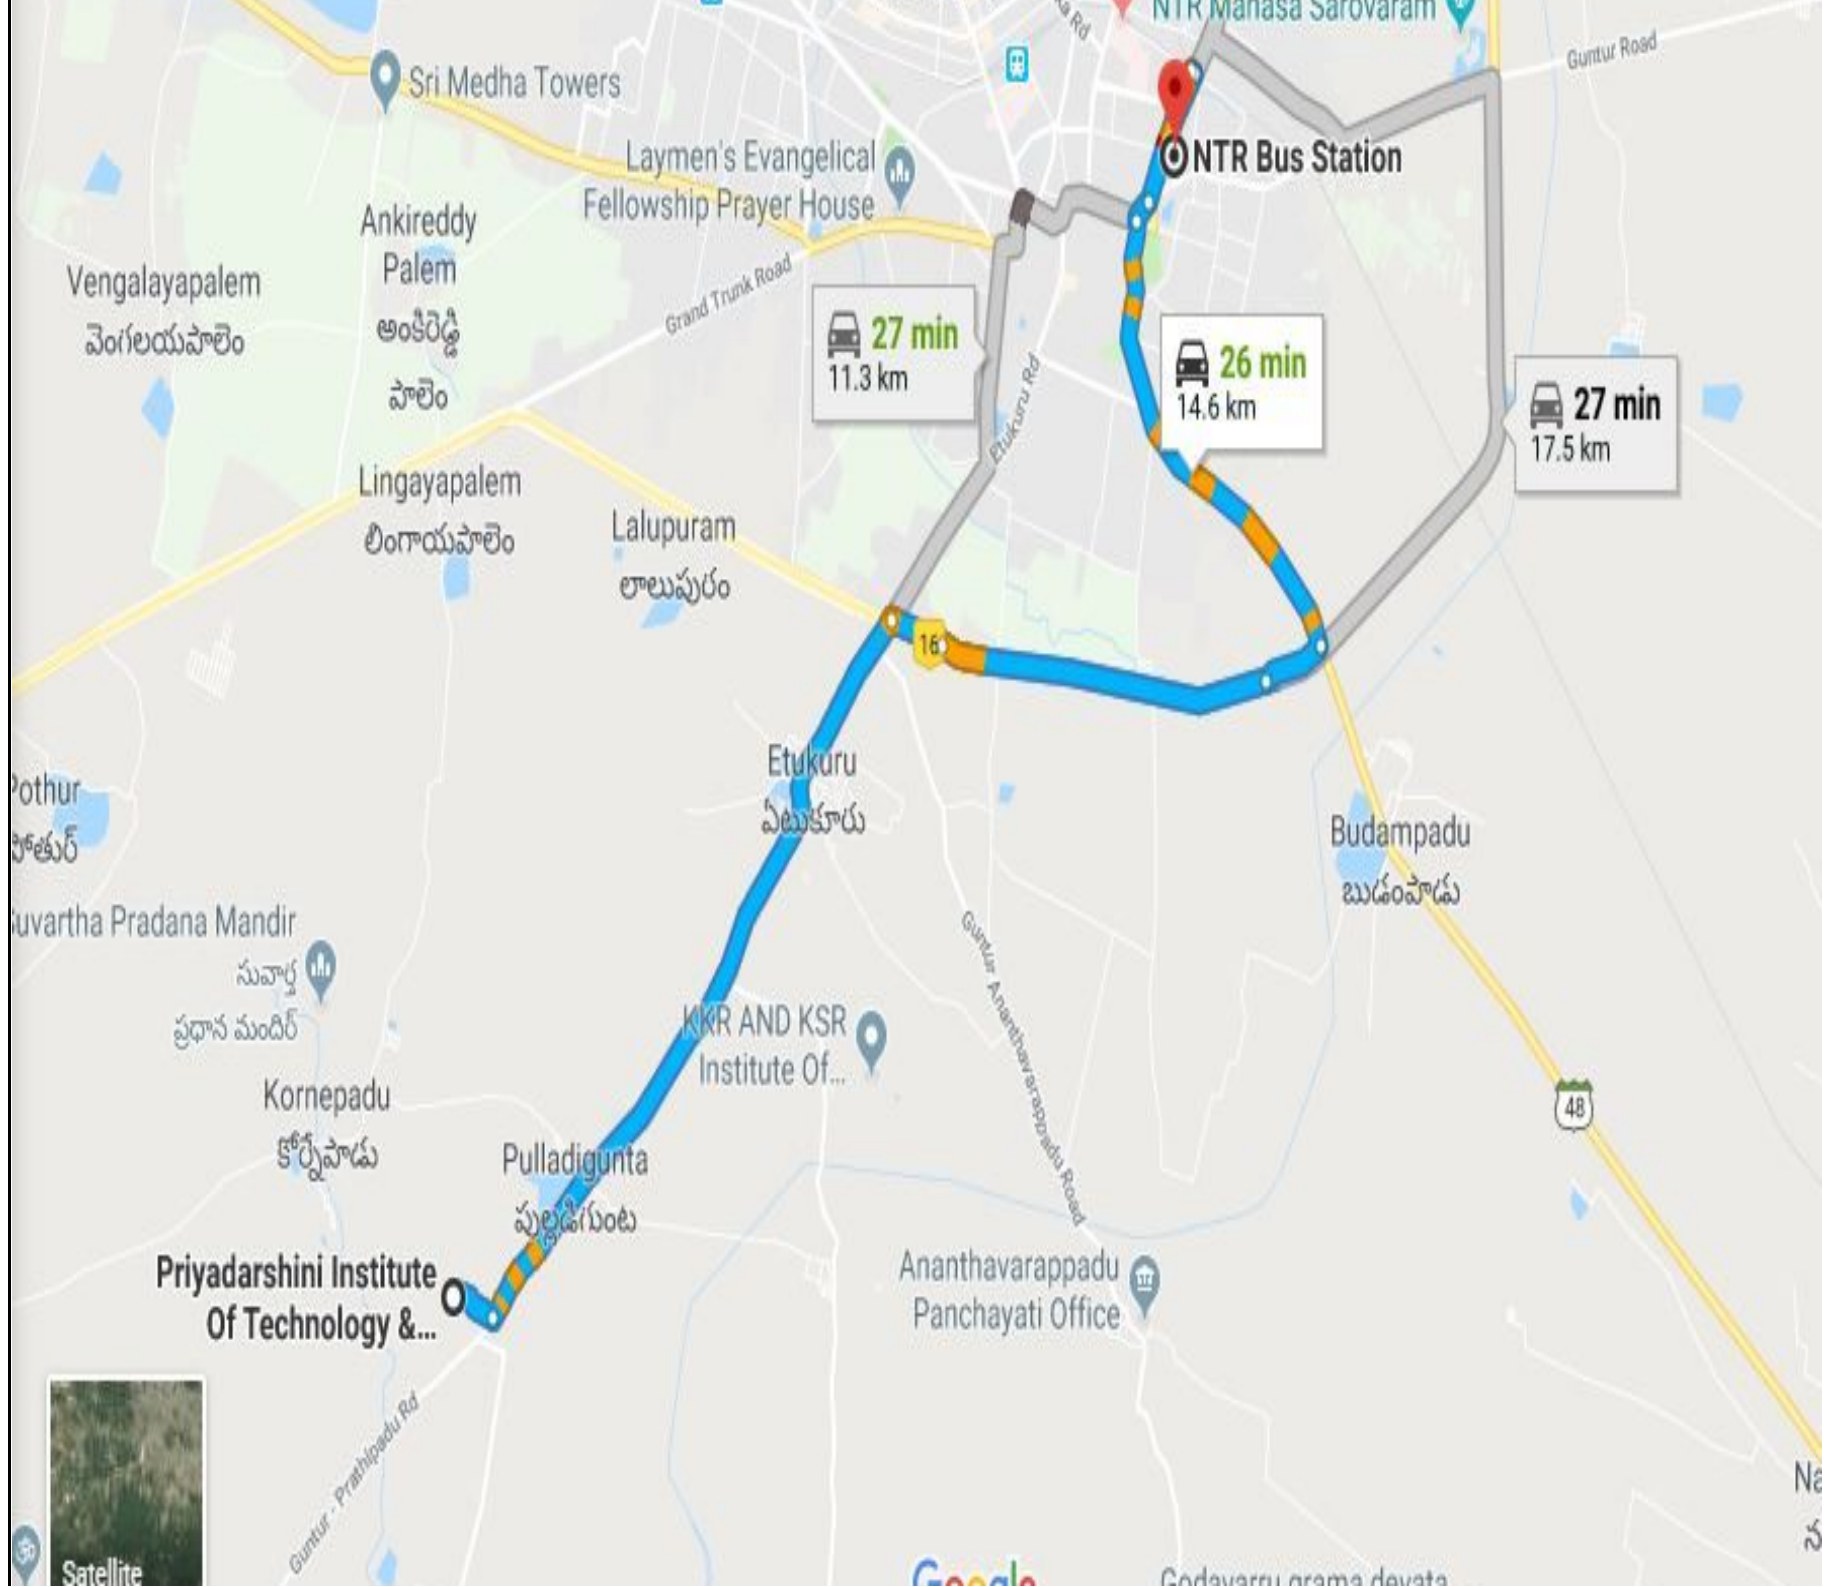 NTR Manasa Sarovaram
Guntur Road
Sri Medha Towers
Laymen's Evangelical
Fellowship Prayer House
NTR Bus Station
Ankireddy
Palem
అంకిరెడ్డి
పాలెం
Vengalayapalem
వెంగలయపాలెం
Grand Trunk Road
27 min
11.3 km
Etukuru Rd
26 min
14.6 km
27 min
17.5 km
Lingayapalem
లింగాయపాలెం
Lalupuram
లాలుపురం
16
Etukuru
ఏటుకూరు
Budampadu
బుడంపాడు
uvartha Pradana Mandir
సువార్త
ప్రధాన మందిర్
Guntur Ananthavarappadu Road
KKR AND KSR
Institute Of...
Kornepadu
కోర్నేపాడు
48
Pulladigunta
పుల్లడిగుంట
Priyadarshini Institute
Of Technology &...
Ananthavarappadu
Panchayati Office
Guntur - Prathipadu Rd
Na
Satellite
Google
Godavarru grama devata